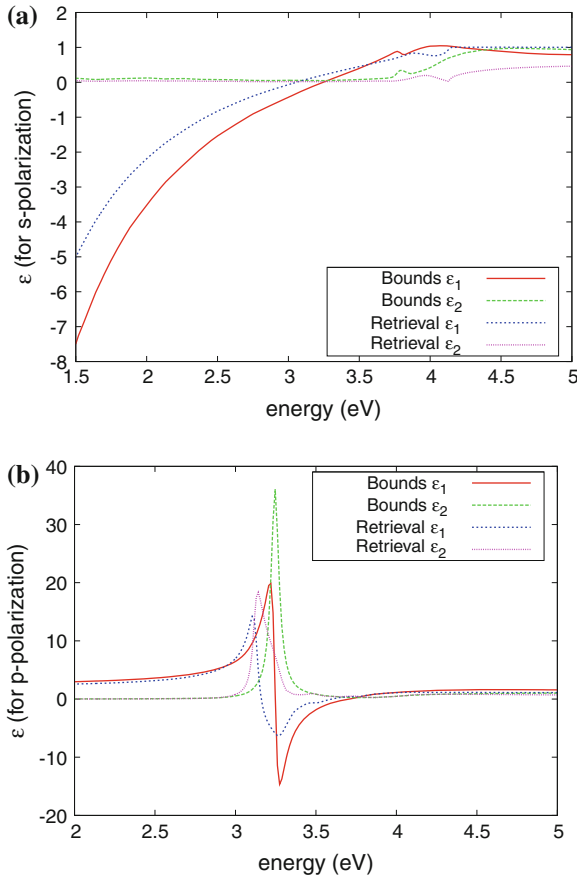 (a)
2
1
0
-1
-2
-3
-4
-5
-6
-7
-8
ε (for s-polarization)
Bounds ε₁
Bounds ε₂
Retrieval ε₁
Retrieval ε₂
1.5 2 2.5 3 3.5 4 4.5 5
energy (eV)
(b)
40
30
20
10
0
-10
-20
ε (for p-polarization)
Bounds ε₁
Bounds ε₂
Retrieval ε₁
Retrieval ε₂
2 2.5 3 3.5 4 4.5 5
energy (eV)